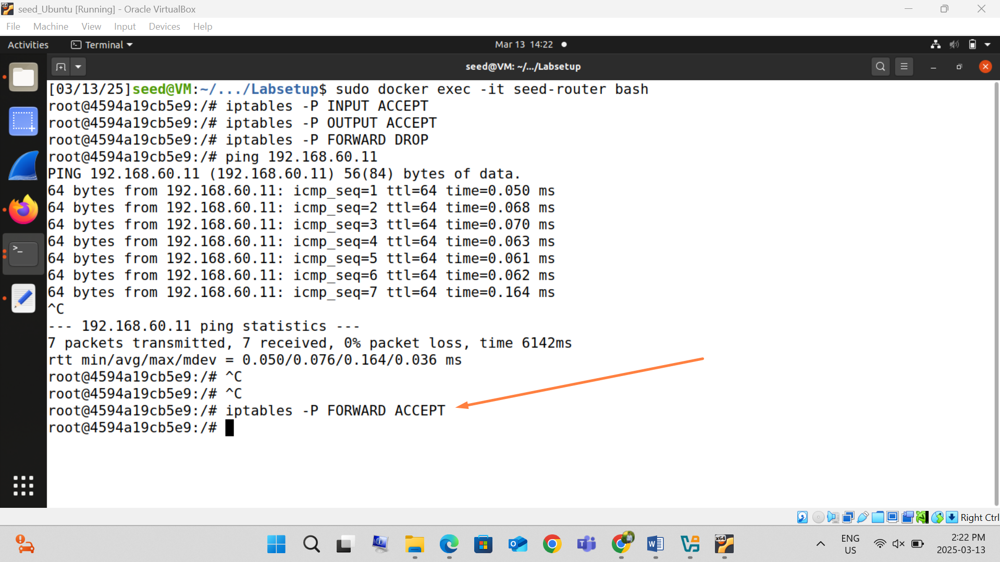 seed_Ubuntu [Running] - Oracle VirtualBox
File Machine View Input Devices Help
Activities Terminal Mar 13 14:22
seed@VM: ~/.../Labsetup
[03/13/25]seed@VM:~/.../Labsetup$ sudo docker exec -it seed-router bash
root@4594a19cb5e9:/# iptables -P INPUT ACCEPT
root@4594a19cb5e9:/# iptables -P OUTPUT ACCEPT
root@4594a19cb5e9:/# iptables -P FORWARD DROP
root@4594a19cb5e9:/# ping 192.168.60.11
PING 192.168.60.11 (192.168.60.11) 56(84) bytes of data.
64 bytes from 192.168.60.11: icmp_seq=1 ttl=64 time=0.050 ms
64 bytes from 192.168.60.11: icmp_seq=2 ttl=64 time=0.068 ms
64 bytes from 192.168.60.11: icmp_seq=3 ttl=64 time=0.070 ms
64 bytes from 192.168.60.11: icmp_seq=4 ttl=64 time=0.063 ms
64 bytes from 192.168.60.11: icmp_seq=5 ttl=64 time=0.061 ms
64 bytes from 192.168.60.11: icmp_seq=6 ttl=64 time=0.062 ms
64 bytes from 192.168.60.11: icmp_seq=7 ttl=64 time=0.164 ms
^C
--- 192.168.60.11 ping statistics ---
7 packets transmitted, 7 received, 0% packet loss, time 6142ms
rtt min/avg/max/mdev = 0.050/0.076/0.164/0.036 ms
root@4594a19cb5e9:/# ^C
root@4594a19cb5e9:/# ^C
root@4594a19cb5e9:/# iptables -P FORWARD ACCEPT
root@4594a19cb5e9:/#
Right Ctrl
x64
ENG
US
2:22 PM
2025-03-13